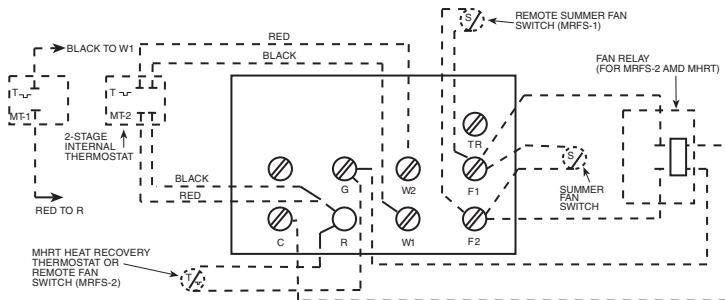 REMOTE SUMMER FAN
SWITCH (MRFS-1)
S
RED
BLACK TO W1
BLACK
FAN RELAY
(FOR MRFS-2 AMD MHRT)
T
T
MT-1
MT-2
2-STAGE
INTERNAL
THERMOSTAT
TR
S
BLACK
RED
G
W2
F1
SUMMER
FAN
SWITCH
RED TO R
C
R
W1
F2
MHRT HEAT RECOVERY
THERMOSTAT OR
REMOTE FAN
SWITCH (MRFS-2)
T